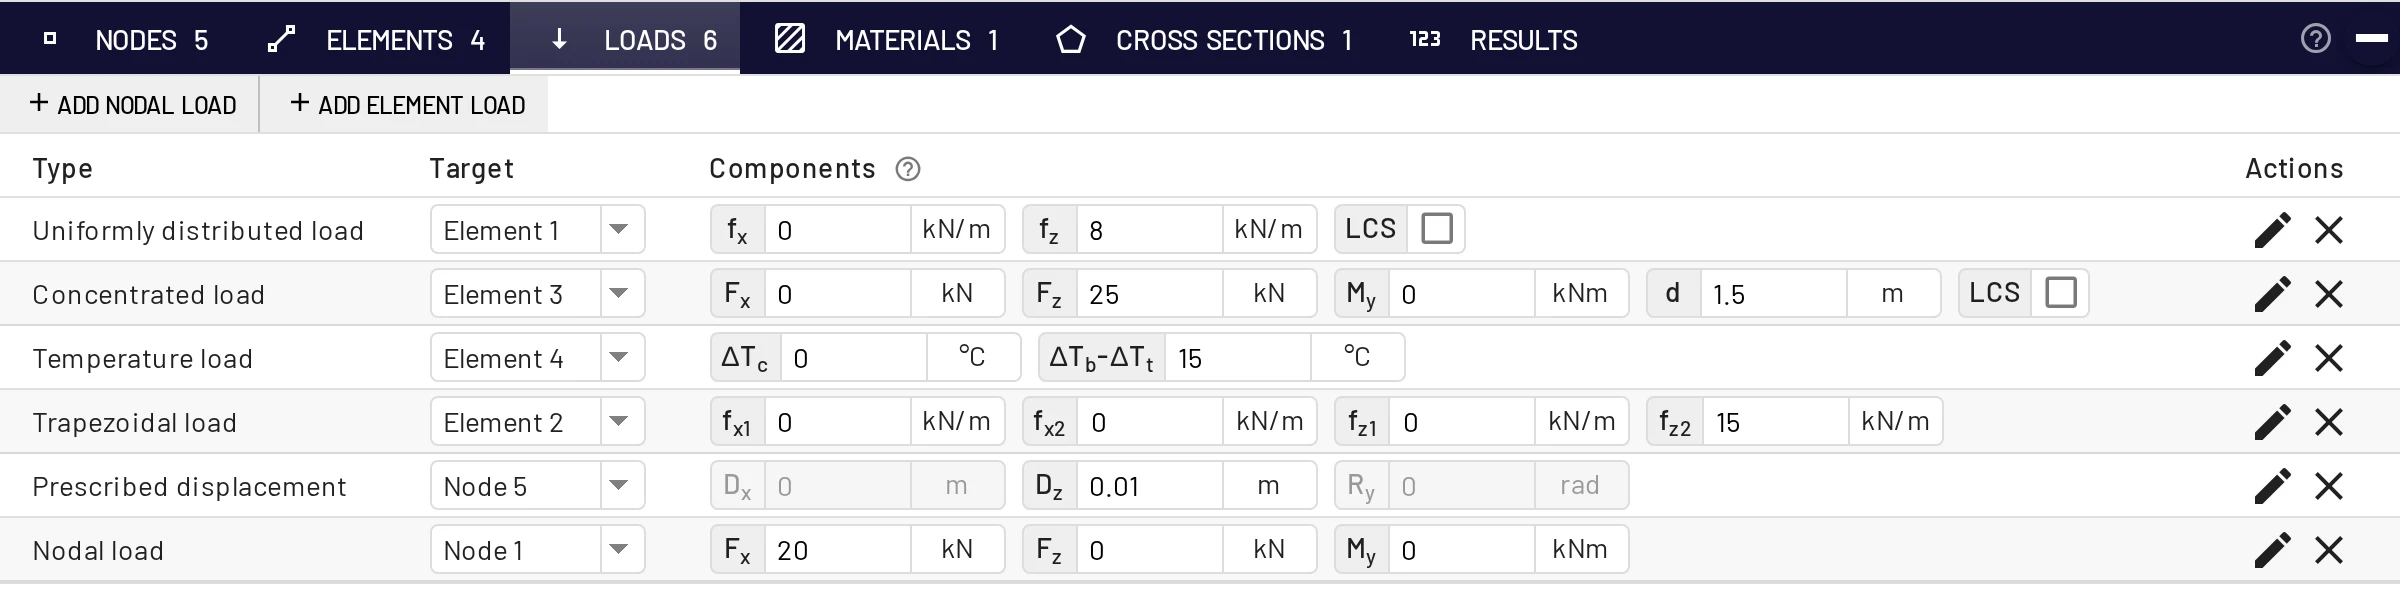 NODES 5 ELEMENTS 4 LOADS 6 MATERIALS 1 CROSS SECTIONS 1 123 RESULTS ?
+ ADD NODAL LOAD + ADD ELEMENT LOAD
Type Target Components ? Actions
Uniformly distributed load Element 1 fx 0 kN/m fz 8 kN/m LCS
Concentrated load Element 3 Fx 0 kN Fz 25 kN My 0 kNm d 1.5 m LCS
Temperature load Element 4 ΔTc 0 °C ΔTb-ΔTt 15 °C
Trapezoidal load Element 2 fx1 0 kN/m fx2 0 kN/m fz1 0 kN/m fz2 15 kN/m
Prescribed displacement Node 5 Dx 0 m Dz 0.01 m Ry 0 rad
Nodal load Node 1 Fx 20 kN Fz 0 kN My 0 kNm